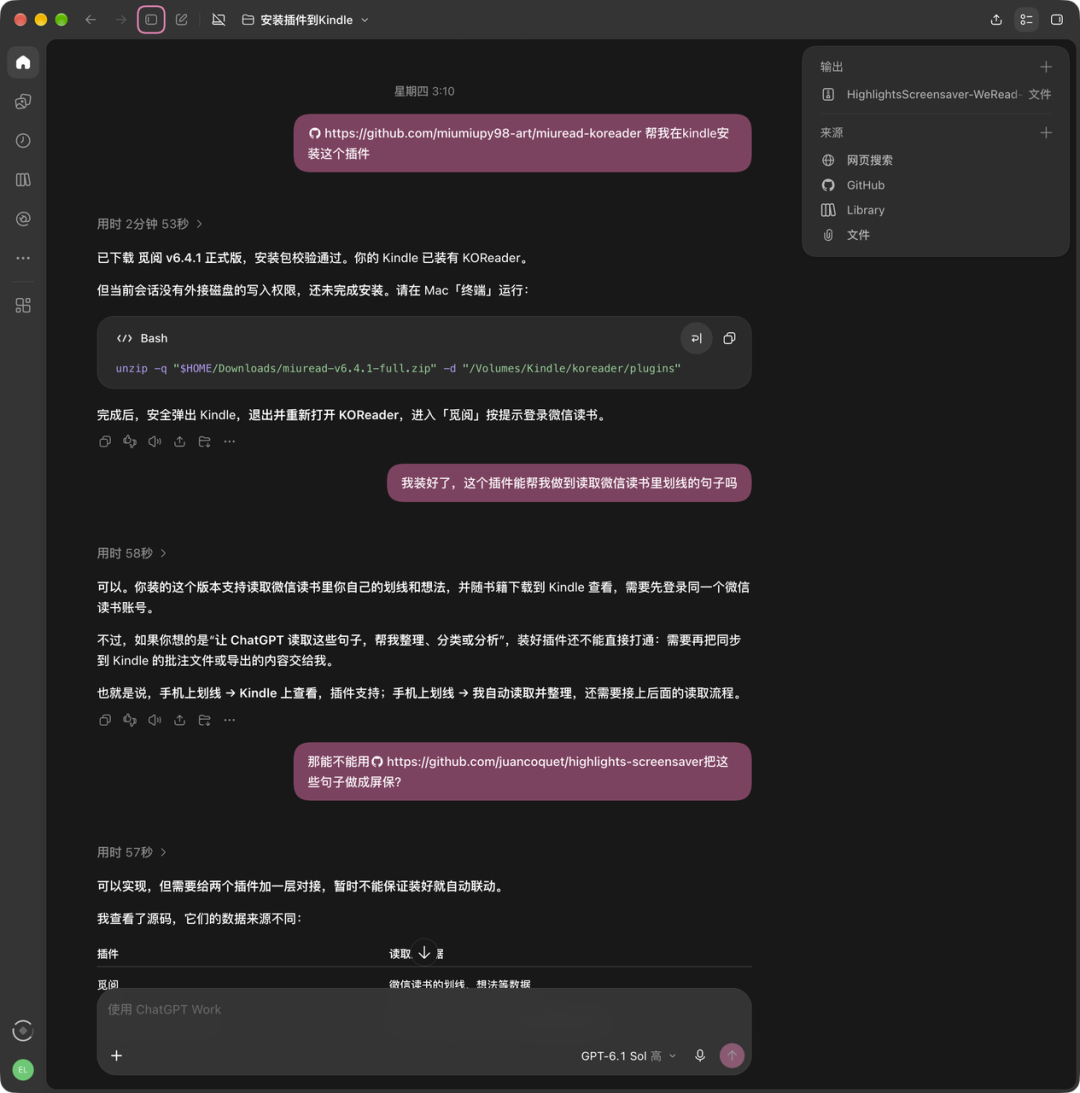 安装插件到Kindle
输出
HighlightsScreensaver-WeRead- 文件
来源
网页搜索
GitHub
Library
文件
星期四 3:10
https://github.com/miumiupy98-art/miuread-koreader 帮我在kindle安
装这个插件
用时 2分钟 53秒
已下载 觅阅 v6.4.1 正式版，安装包校验通过。你的 Kindle 已装有 KOReader。
但当前会话没有外接磁盘的写入权限，还未完成安装。请在 Mac「终端」运行：
Bash
unzip -q "$HOME/Downloads/miuread-v6.4.1-full.zip" -d "/Volumes/Kindle/koreader/plugins"
完成后，安全弹出 Kindle，退出并重新打开 KOReader，进入「觅阅」按提示登录微信读书。
我装好了，这个插件能帮我做到读取微信读书里划线的句子吗
用时 58秒
可以。你装的这个版本支持读取微信读书里你自己的划线和想法，并随书籍下载到 Kindle 查看，需要先登录同一个微信
读书账号。
不过，如果你想的是“让 ChatGPT 读取这些句子，帮我整理、分类或分析”，装好插件还不能直接打通：需要再把同步
到 Kindle 的批注文件或导出的内容交给我。
也就是说，手机上划线 → Kindle 上查看，插件支持；手机上划线 → 我自动读取并整理，还需要接上后面的读取流程。
那能不能用 https://github.com/juancoquet/highlights-screensaver把这
些句子做成屏保?
用时 57秒
可以实现，但需要给两个插件加一层对接，暂时不能保证装好就自动联动。
我查看了源码，它们的数据来源不同：
插件 读取
觅阅 微信读书的划线、想法等数据
使用 ChatGPT Work
GPT-6.1 Sol 高
EL